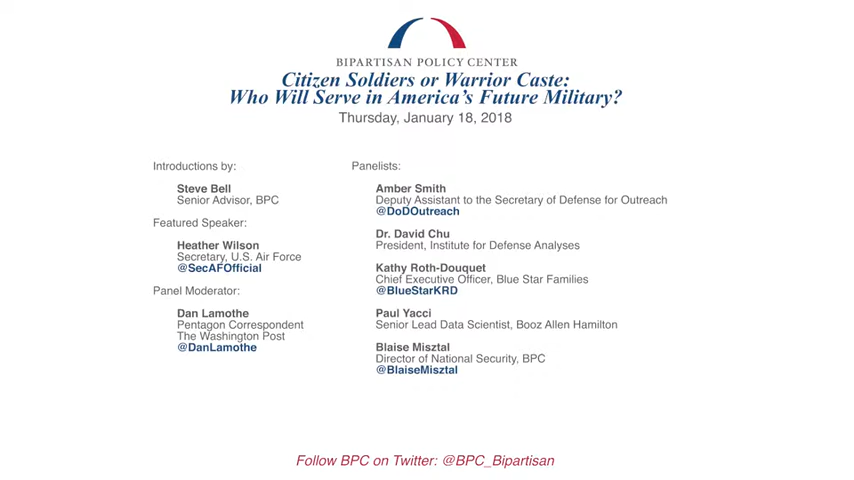 BIPARTISAN POLICY CENTER
Citizen Soldiers or Warrior Caste:
Who Will Serve in America's Future Military?
Thursday, January 18, 2018
Introductions by:
Steve Bell
Senior Advisor, BPC
Featured Speaker:
Heather Wilson
Secretary, U.S. Air Force
@SecAFOfficial
Panel Moderator:
Dan Lamothe
Pentagon Correspondent
The Washington Post
@DanLamothe
Panelists:
Amber Smith
Deputy Assistant to the Secretary of Defense for Outreach
@DoDOutreach
Dr. David Chu
President, Institute for Defense Analyses
Kathy Roth-Douquet
Chief Executive Officer, Blue Star Families
@BlueStarKRD
Paul Yacci
Senior Lead Data Scientist, Booz Allen Hamilton
Blaise Misztal
Director of National Security, BPC
@BlaiseMisztal
Follow BPC on Twitter: @BPC_Bipartisan